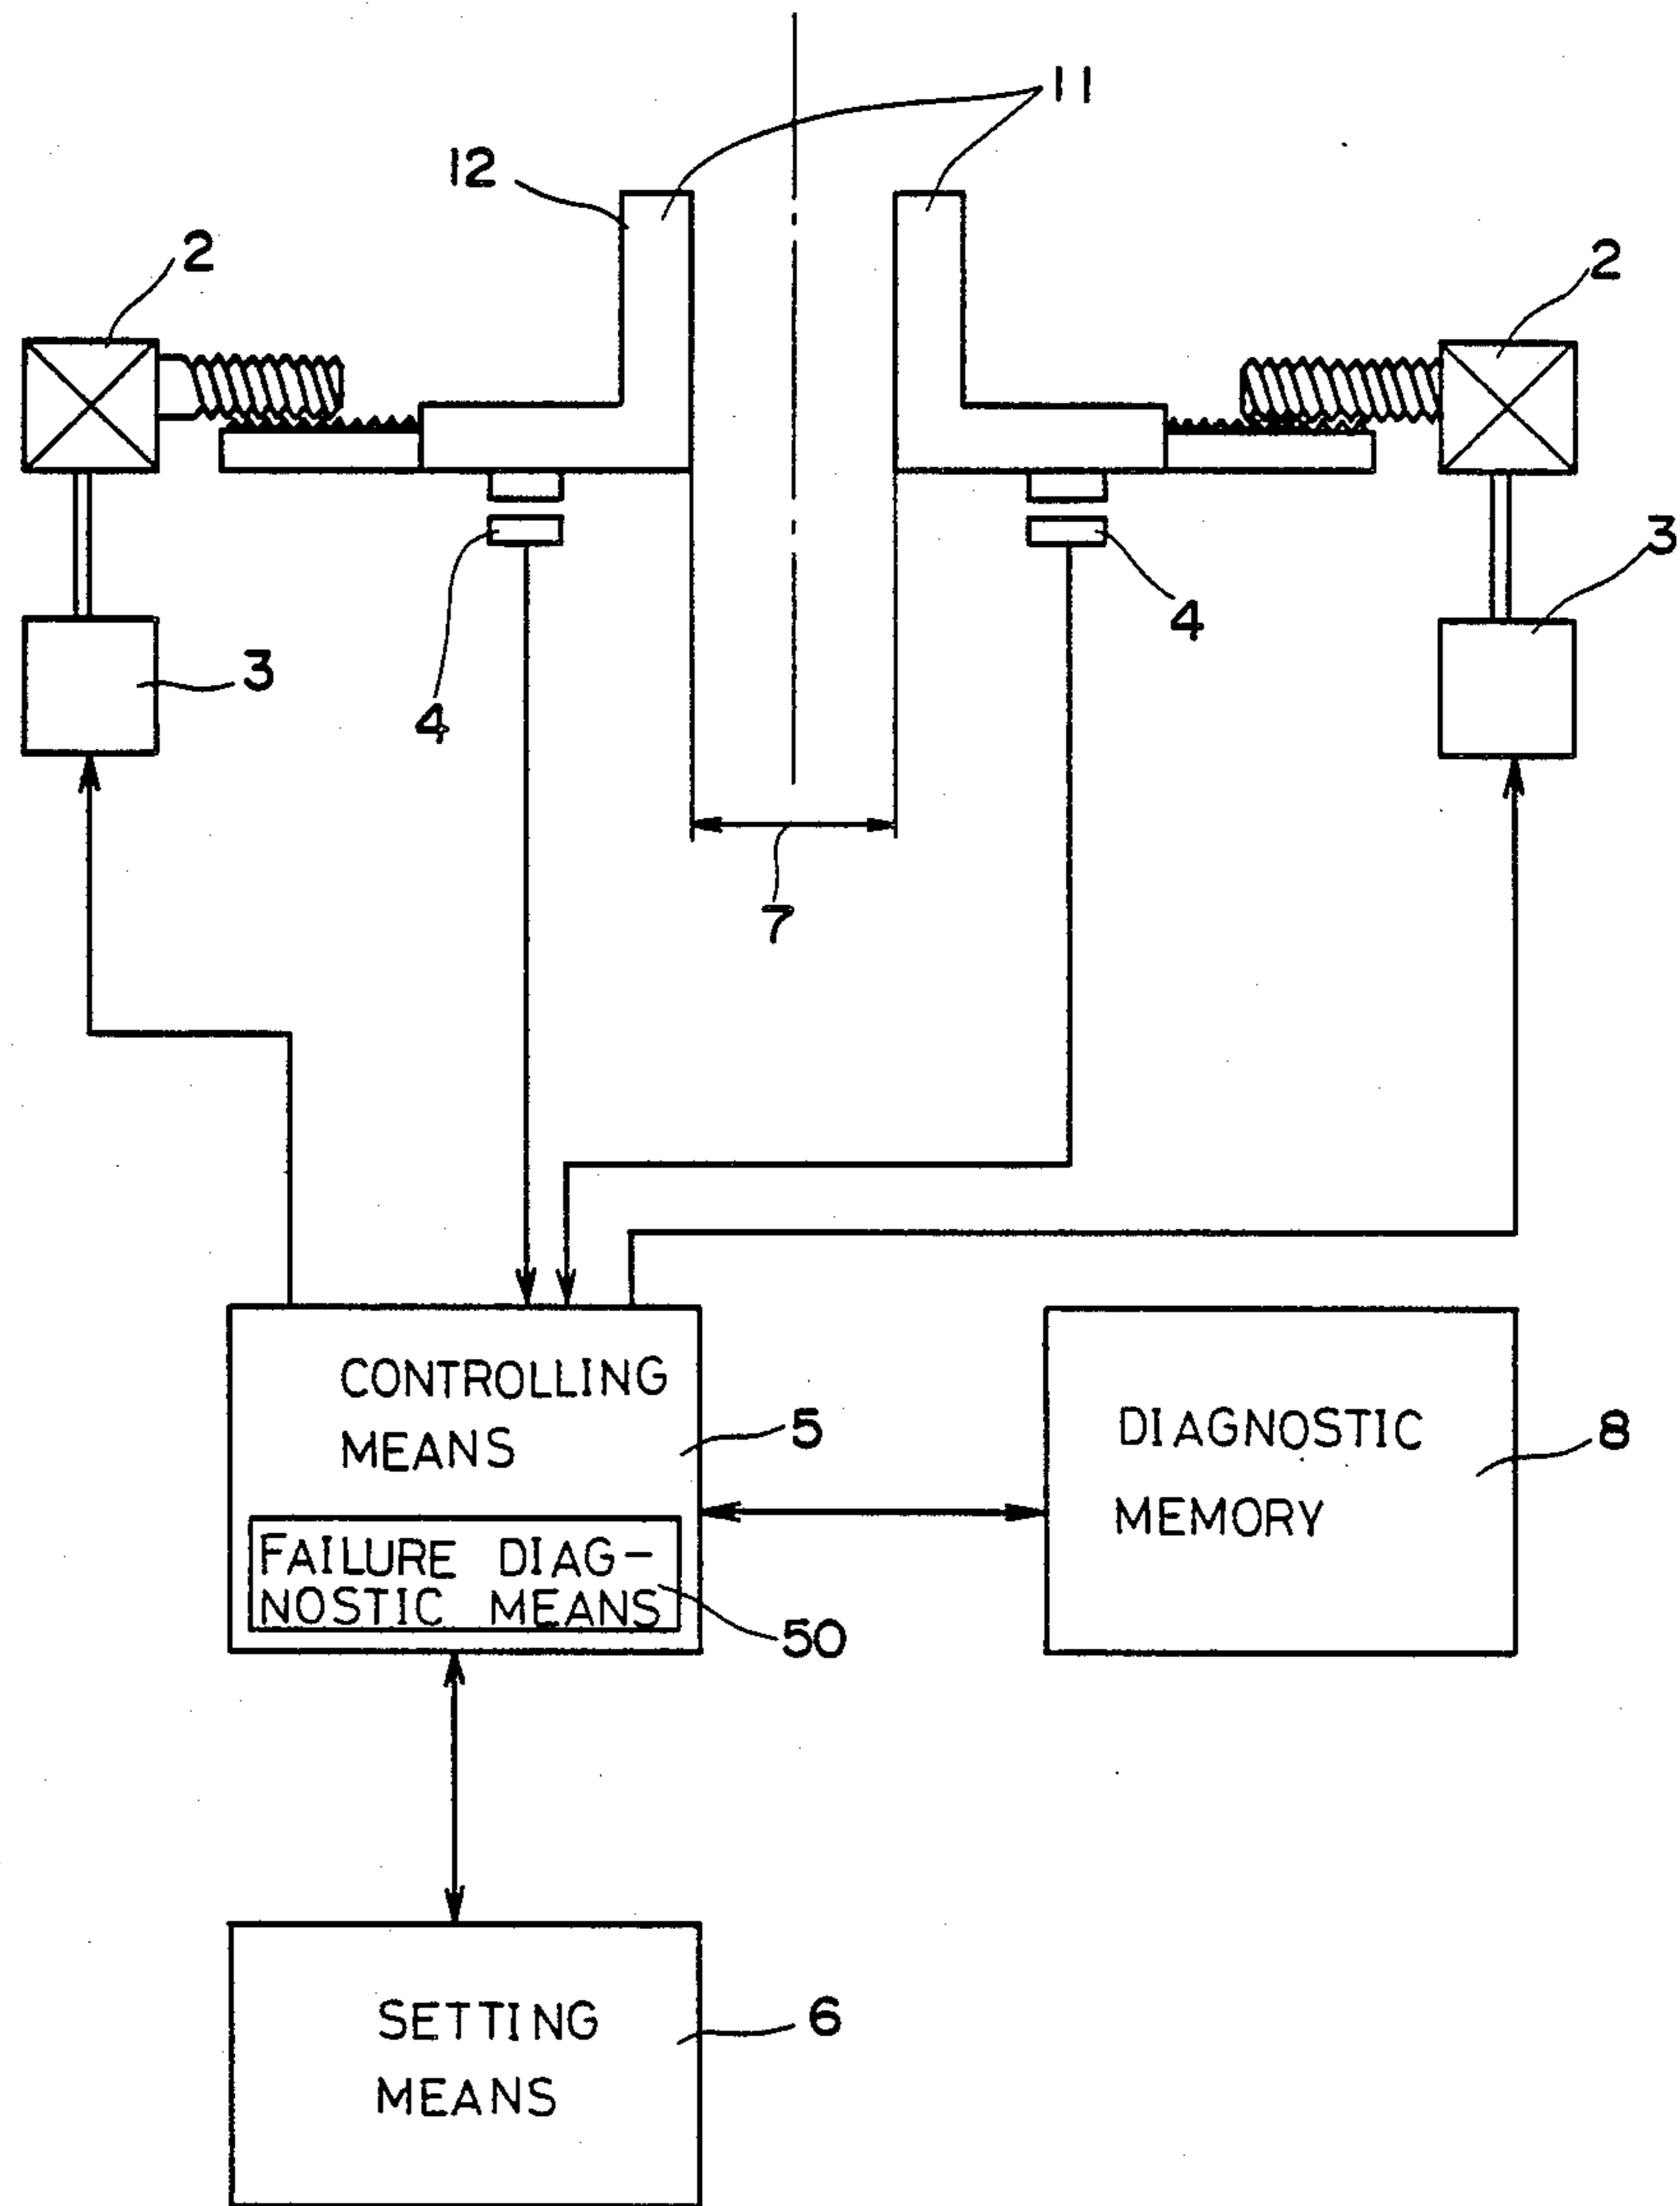 11
12
2
2
3
3
4
4
7
CONTROLLING
MEANS
5
DIAGNOSTIC
MEMORY
8
FAILURE DIAG-
NOSTIC MEANS
50
SETTING
MEANS
6